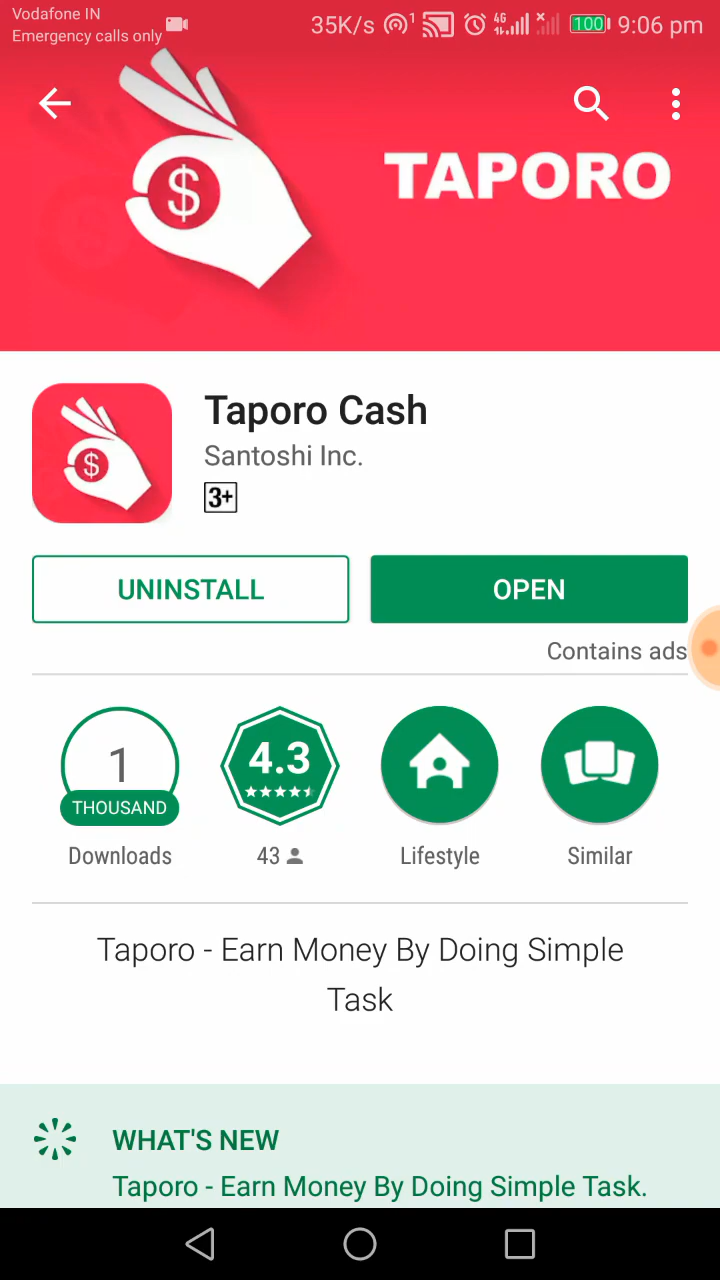 Vodafone IN
Emergency calls only
35K/s 1 4G 100 9:06 pm
$
TAPORO
$
Taporo Cash
Santoshi Inc.
3+
UNINSTALL
OPEN
Contains ads
1
THOUSAND
4.3
Downloads
43
Lifestyle
Similar
Taporo - Earn Money By Doing Simple
Task
WHAT'S NEW
Taporo - Earn Money By Doing Simple Task.